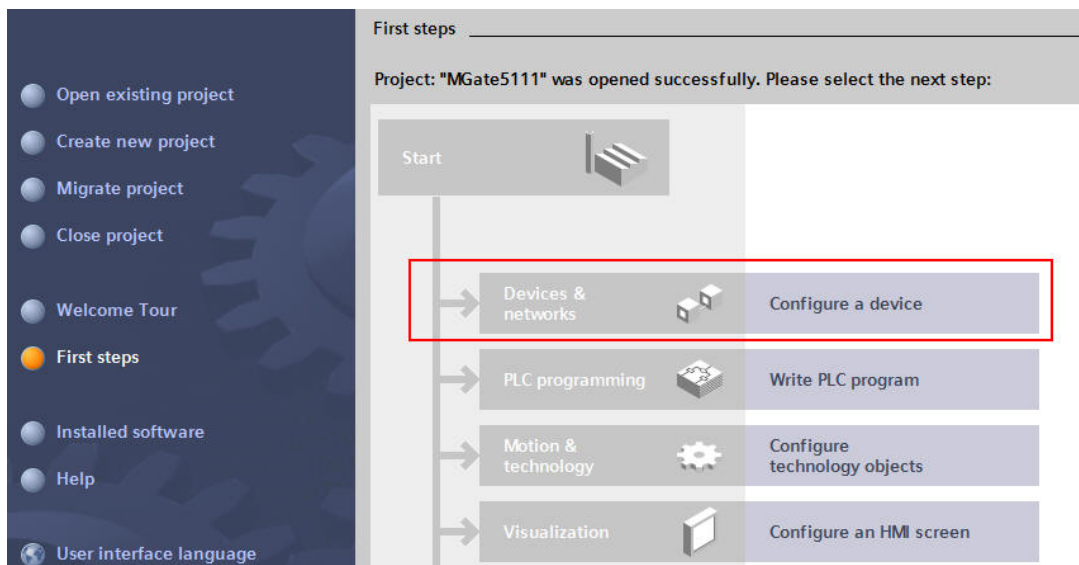 First steps
Project: "MGate5111" was opened successfully. Please select the next step:
Open existing project
Create new project
Migrate project
Close project
Welcome Tour
First steps
Installed software
Help
User interface language
Start
Devices &
networks
Configure a device
PLC programming
Write PLC program
Motion &
technology
Configure
technology objects
Visualization
Configure an HMI screen